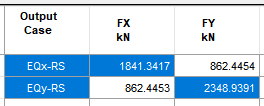 Output Case FX kN FY kN
EQx-RS 1841.3417 862.4454
EQy-RS 862.4453 2348.9391